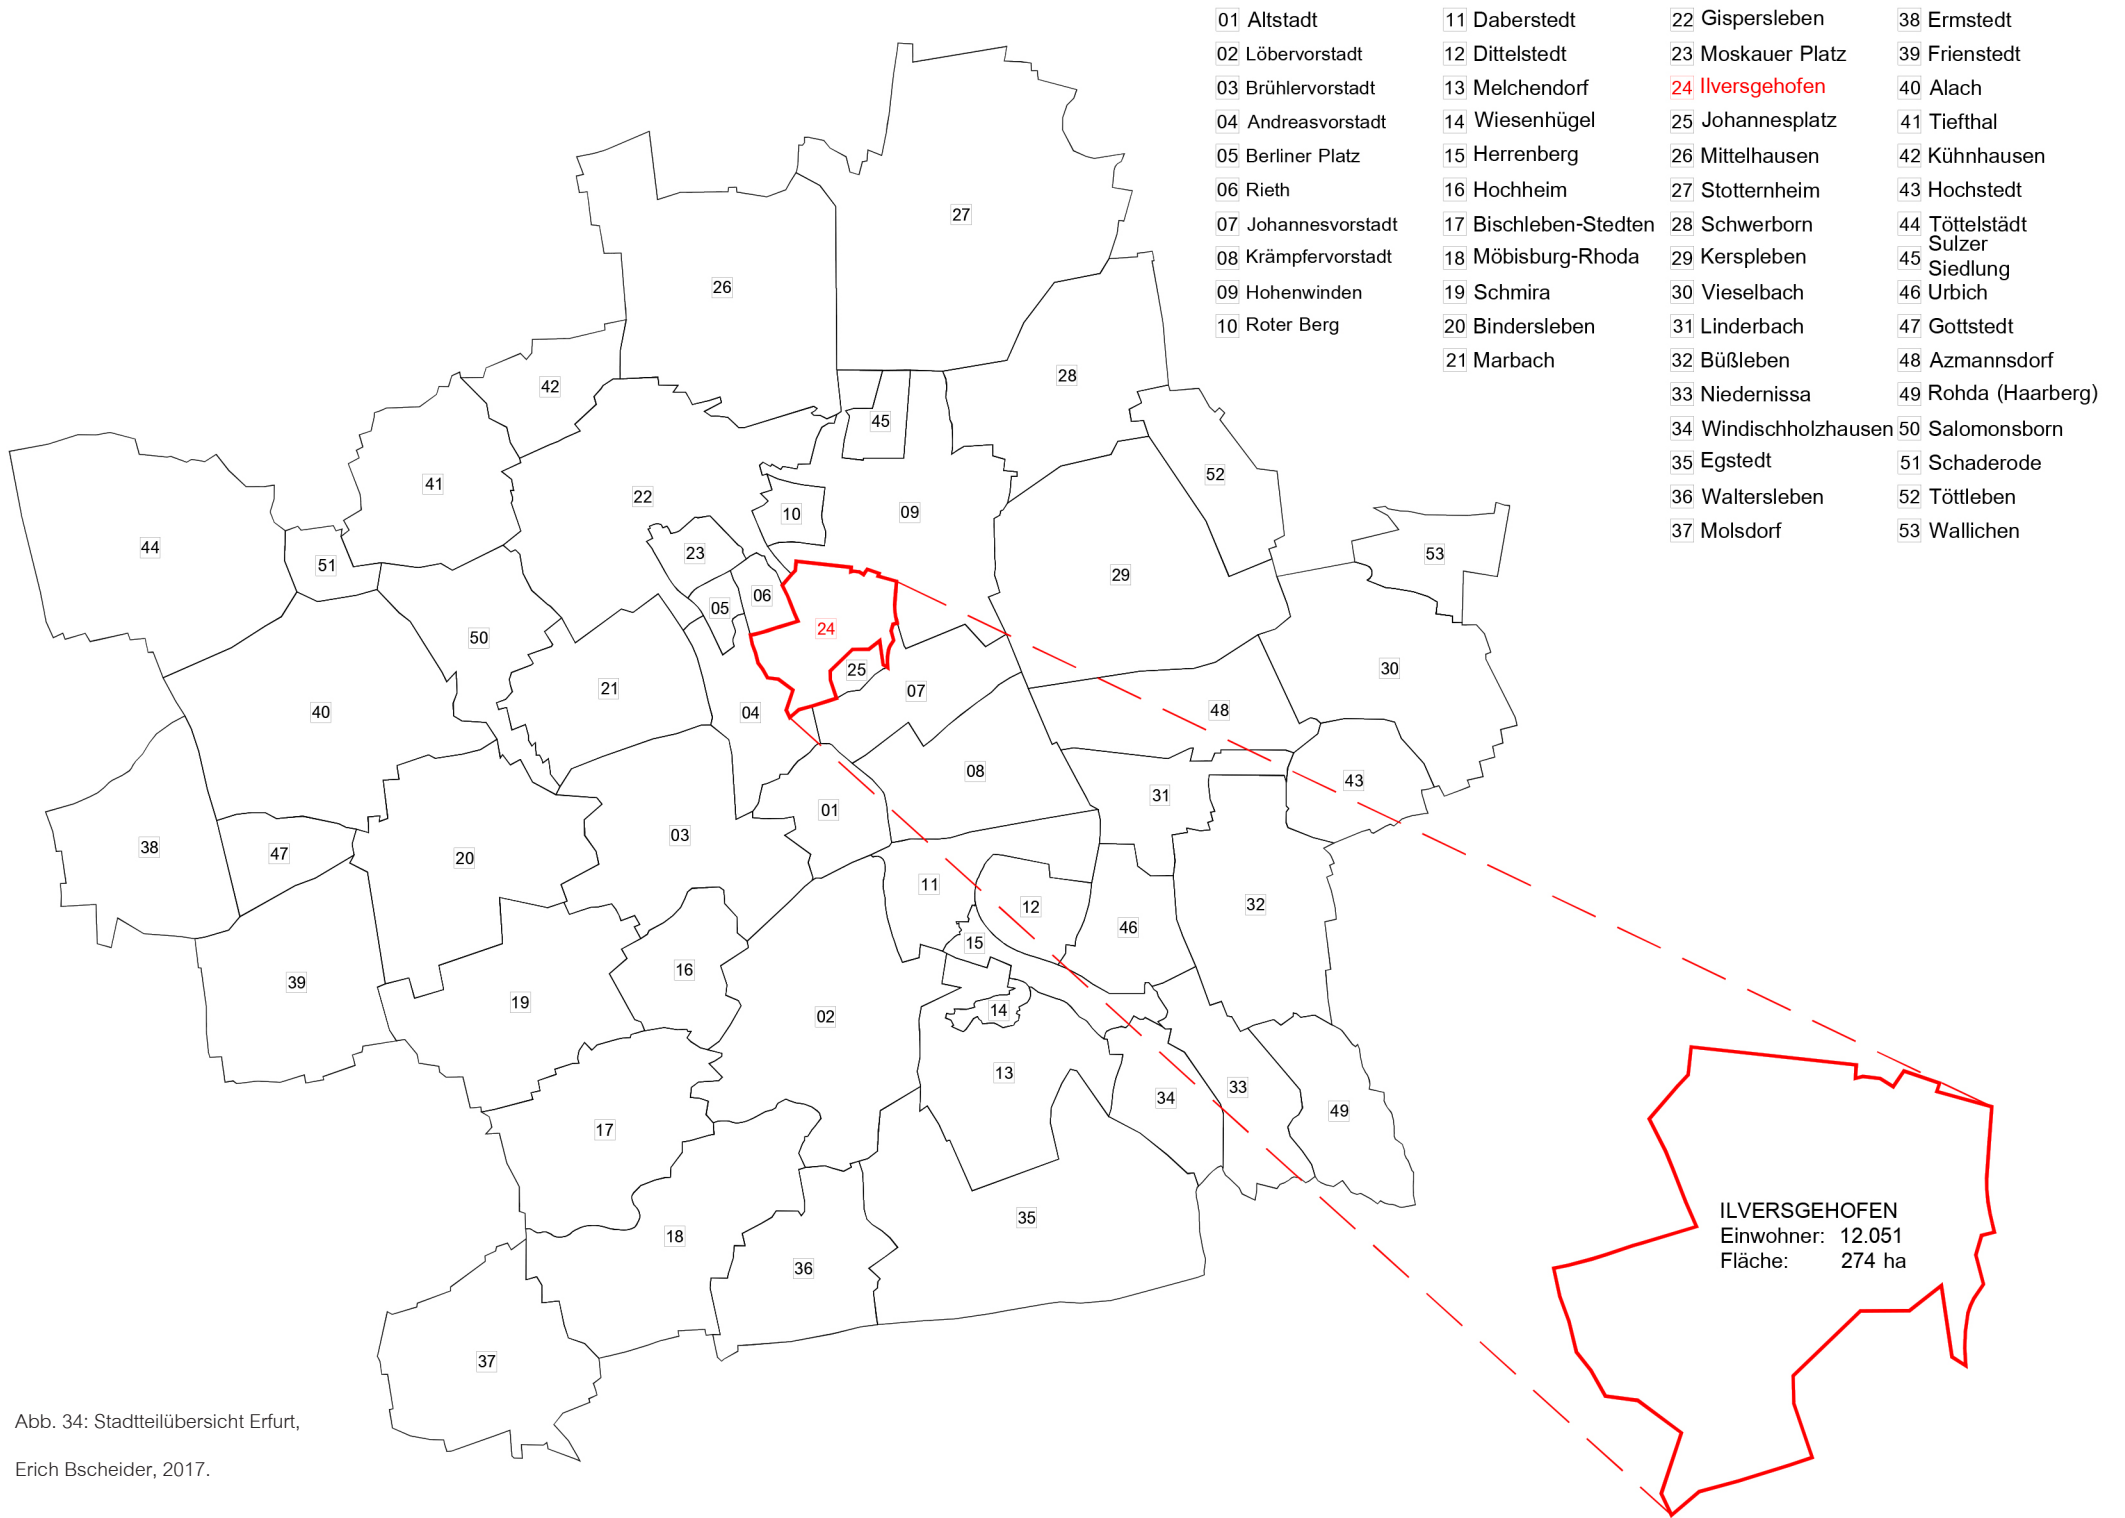 01 Altstadt
02 Löbervorstadt
03 Brühlervorstadt
04 Andreasvorstadt
05 Berliner Platz
06 Rieth
07 Johannesvorstadt
08 Krämpfervorstadt
09 Hohenwinden
10 Roter Berg
11 Daberstedt
12 Dittelstedt
13 Melchendorf
14 Wiesenhügel
15 Herrenberg
16 Hochheim
17 Bischleben-Stedten
18 Möbisburg-Rhoda
19 Schmira
20 Bindersleben
21 Marbach
22 Gispersleben
23 Moskauer Platz
24 Ilversgehofen
25 Johannesplatz
26 Mittelhausen
27 Stotternheim
28 Schwerborn
29 Kerspleben
30 Vieselbach
31 Linderbach
32 Büßleben
33 Niedernissa
34 Windischholzhausen
35 Egstedt
36 Waltersleben
37 Molsdorf
38 Ermstedt
39 Frienstedt
40 Alach
41 Tiefthal
42 Kühnhausen
43 Hochstedt
44 Töttelstädt
45 Sulzer
Siedlung
46 Urbich
47 Gottstedt
48 Azmannsdorf
49 Rohda (Haarberg)
50 Salomonsborn
51 Schaderode
52 Töttleben
53 Wallichen
27
26
28
42
45
52
41
22
10
09
44
23
53
51
29
06
05
24
50
25
30
21
07
04
40
48
08
43
31
01
03
38
47
20
11
32
12
46
15
16
39
19
14
02
13
33
34
49
17
35
18
36
37
ILVERSGEHOFEN
Einwohner: 12.051
Fläche: 274 ha
Abb. 34: Stadtteilübersicht Erfurt,
Erich Bscheider, 2017.